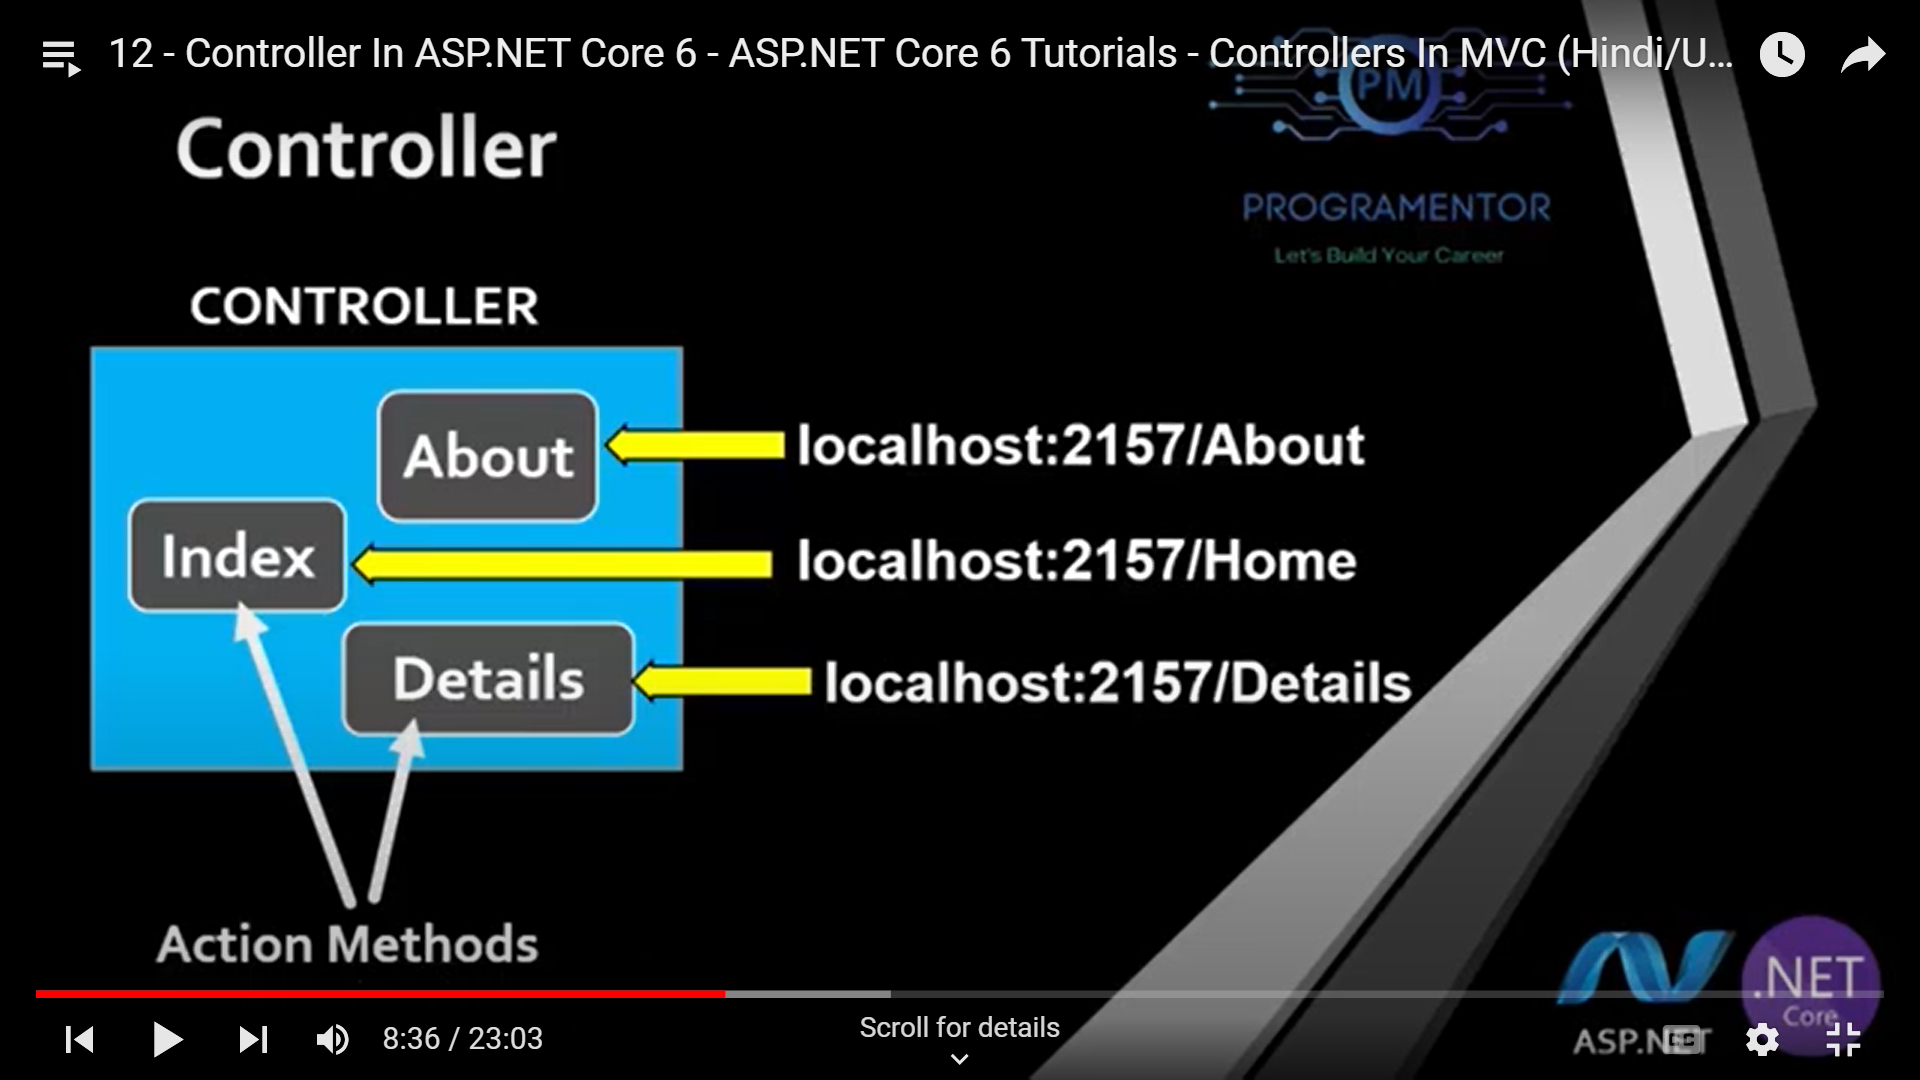 12 - Controller In ASP.NET Core 6 - ASP.NET Core 6 Tutorials - Controllers In MVC (Hindi/U...
PM
Controller
PROGRAMENTOR
Let's Build Your Career
CONTROLLER
About
localhost:2157/About
Index
localhost:2157/Home
Details
localhost:2157/Details
Action Methods
.NET
Core
ASP.NET
8:36 / 23:03
Scroll for details